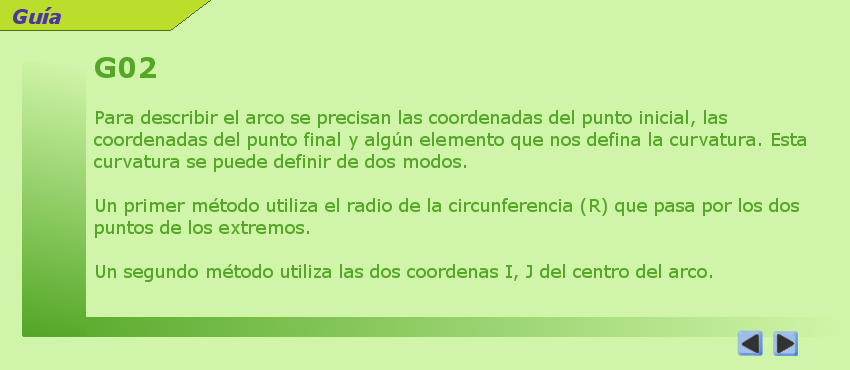 Guía
G02
Para describir el arco se precisan las coordenadas del punto inicial, las
coordenadas del punto final y algún elemento que nos defina la curvatura. Esta
curvatura se puede definir de dos modos.
Un primer método utiliza el radio de la circunferencia (R) que pasa por los dos
puntos de los extremos.
Un segundo método utiliza las dos coordenas I, J del centro del arco.